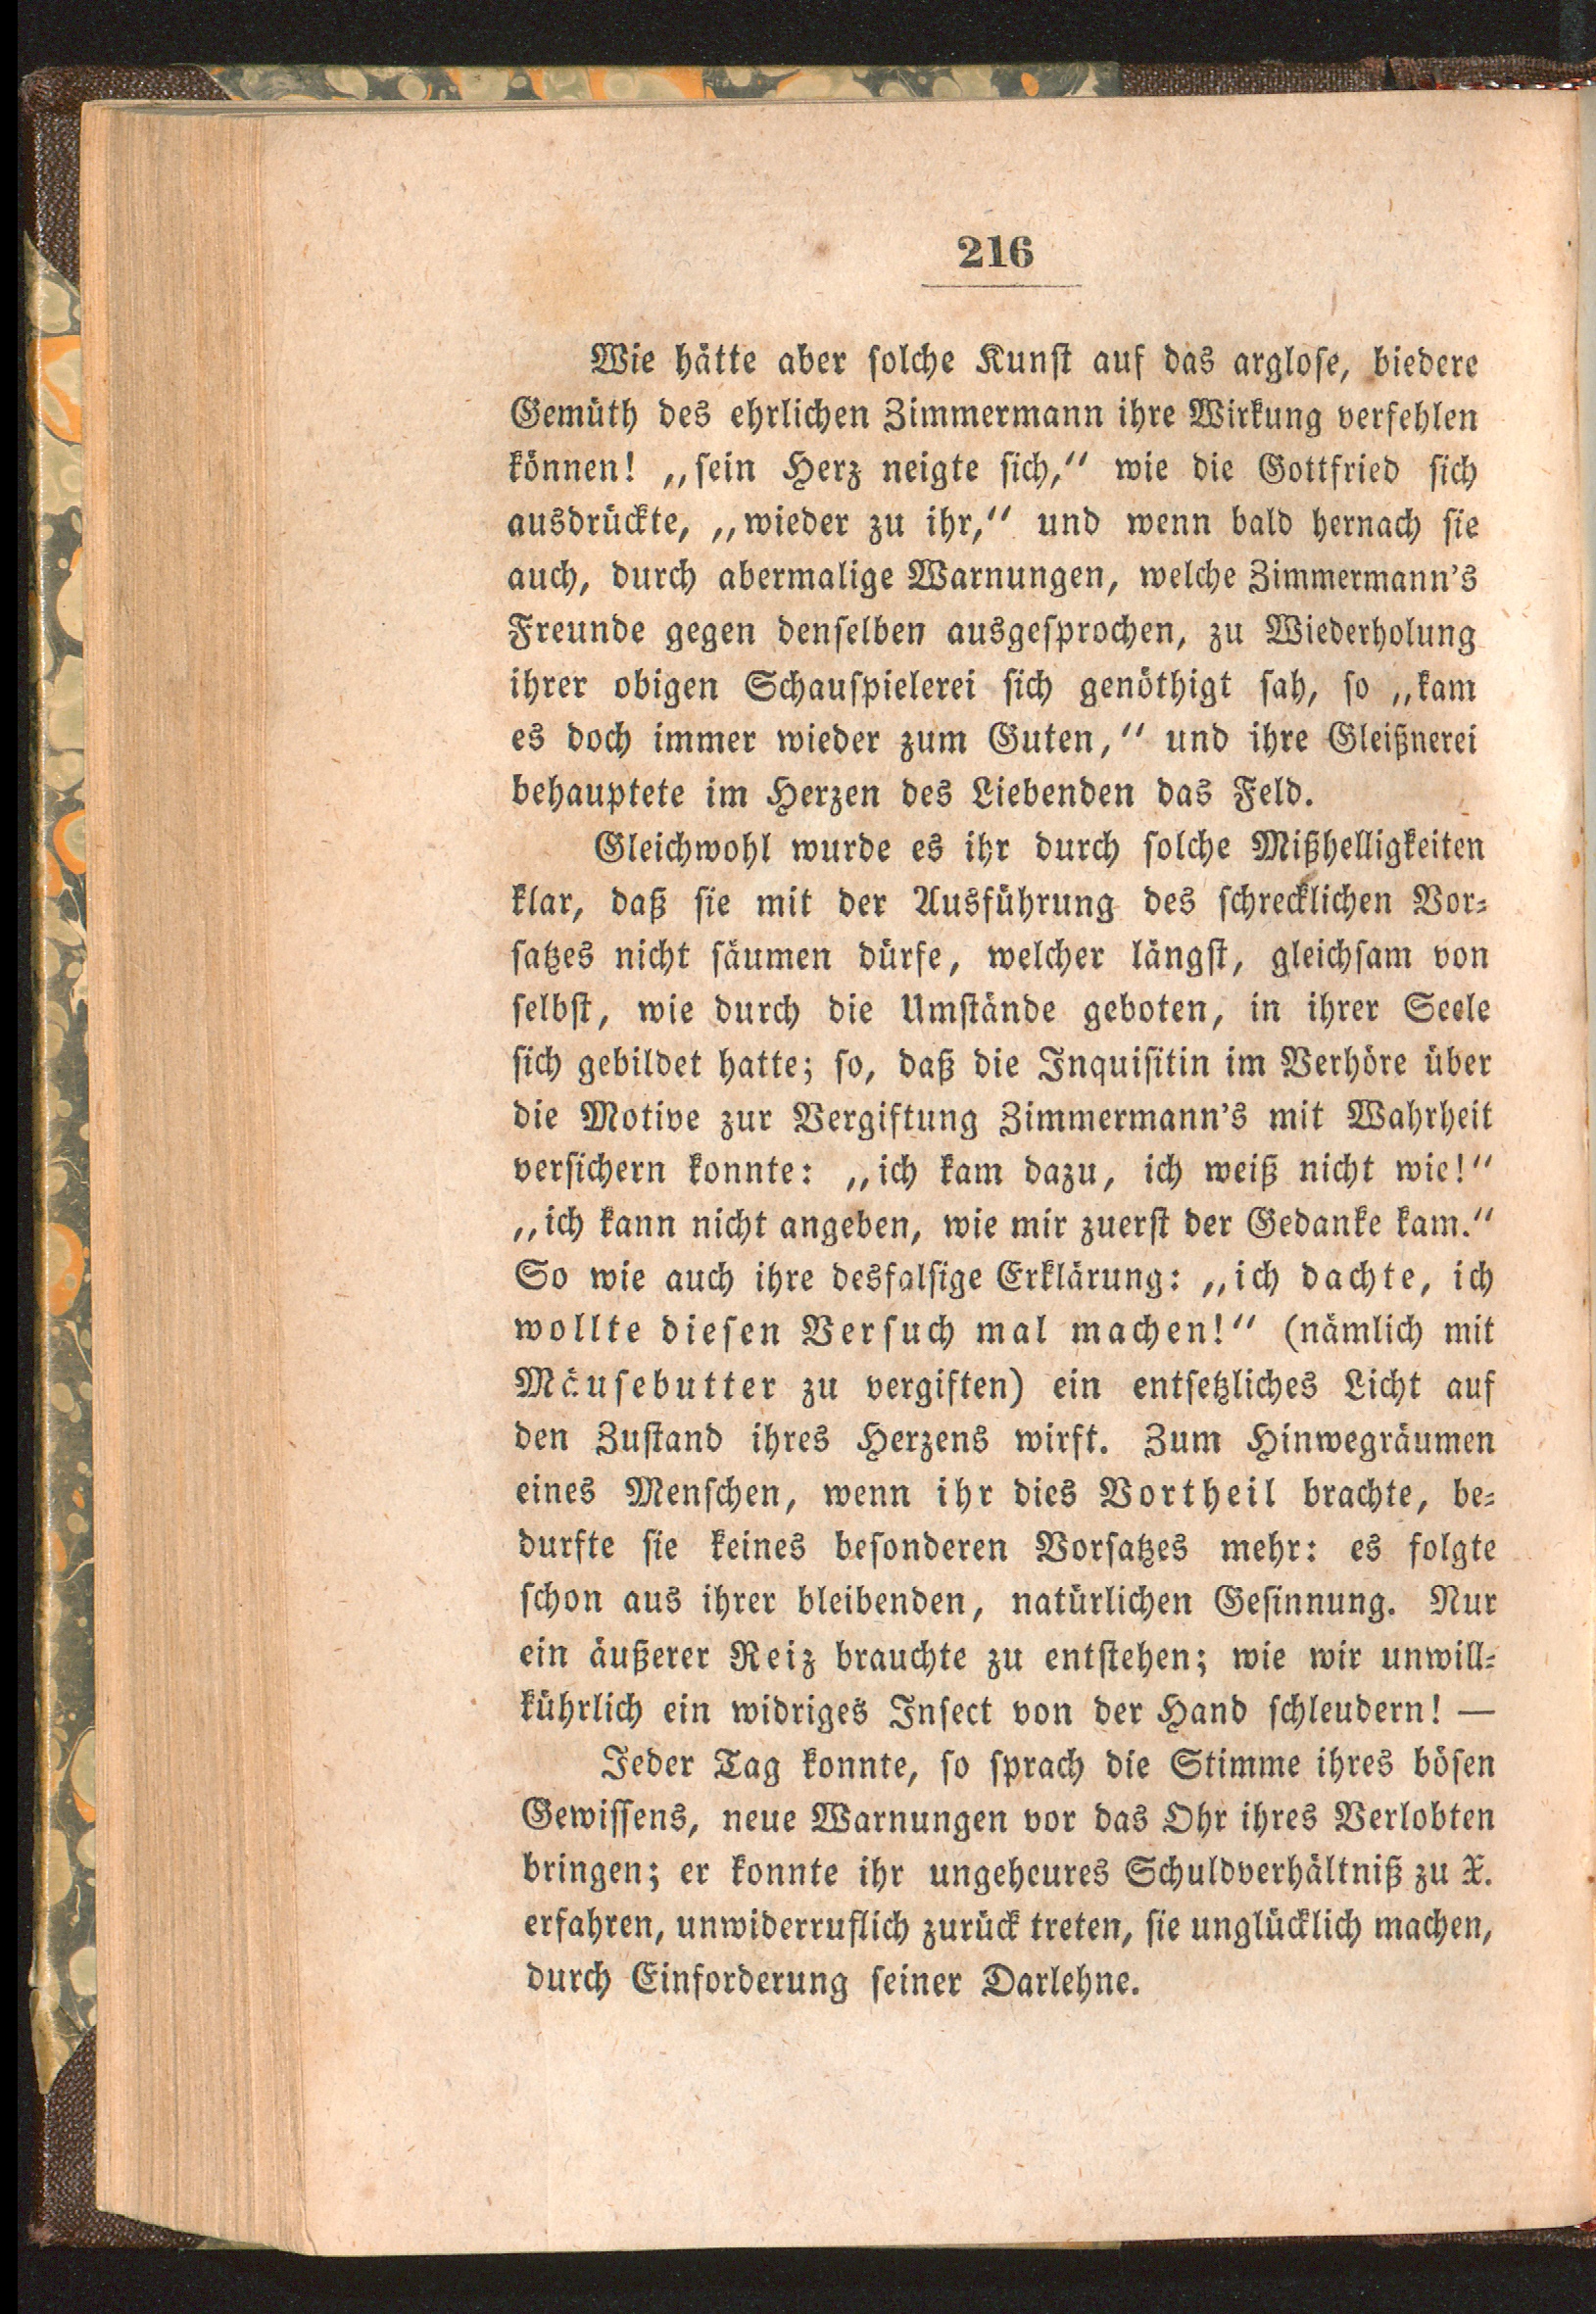 216
Wie hätte aber solche Kunst auf das arglose, biedere
Gemüth des ehrlichen Zimmermann ihre Wirkung verfehlen
können! „sein Herz neigte sich,“ wie die Gottfried sich
ausdrückte, „wieder zu ihr,“ und wenn bald hernach sie
auch, durch abermalige Warnungen, welche Zimmermann's
Freunde gegen denselben ausgesprochen, zu Wiederholung
ihrer obigen Schauspielerei sich genöthigt sah, so „kam
es doch immer wieder zum Guten,“ und ihre Gleißnerei
behauptete im Herzen des Liebenden das Feld.
Gleichwohl wurde es ihr durch solche Mißhelligkeiten
klar, daß sie mit der Ausführung des schrecklichen Vor-
satzes nicht säumen dürfe, welcher längst, gleichsam von
selbst, wie durch die Umstände geboten, in ihrer Seele
sich gebildet hatte; so, daß die Inquisitin im Verhöre über
die Motive zur Vergiftung Zimmermann's mit Wahrheit
versichern konnte: „ich kam dazu, ich weiß nicht wie!“
„ich kann nicht angeben, wie mir zuerst der Gedanke kam.“
So wie auch ihre desfalsige Erklärung: „ich dachte, ich
wollte diesen Versuch mal machen!“ (nämlich mit
Mäusebutter zu vergiften) ein entsetzliches Licht auf
den Zustand ihres Herzens wirft. Zum Hinwegräumen
eines Menschen, wenn ihr dies Vortheil brachte, be-
durfte sie keines besonderen Vorsatzes mehr: es folgte
schon aus ihrer bleibenden, natürlichen Gesinnung. Nur
ein äußerer Reiz brauchte zu entstehen; wie wir unwill-
kührlich ein widriges Insect von der Hand schleudern! —
Jeder Tag konnte, so sprach die Stimme ihres bösen
Gewissens, neue Warnungen vor das Ohr ihres Verlobten
bringen; er konnte ihr ungeheures Schuldverhältniß zu X.
erfahren, unwiderruflich zurück treten, sie unglücklich machen,
durch Einforderung seiner Darlehne.